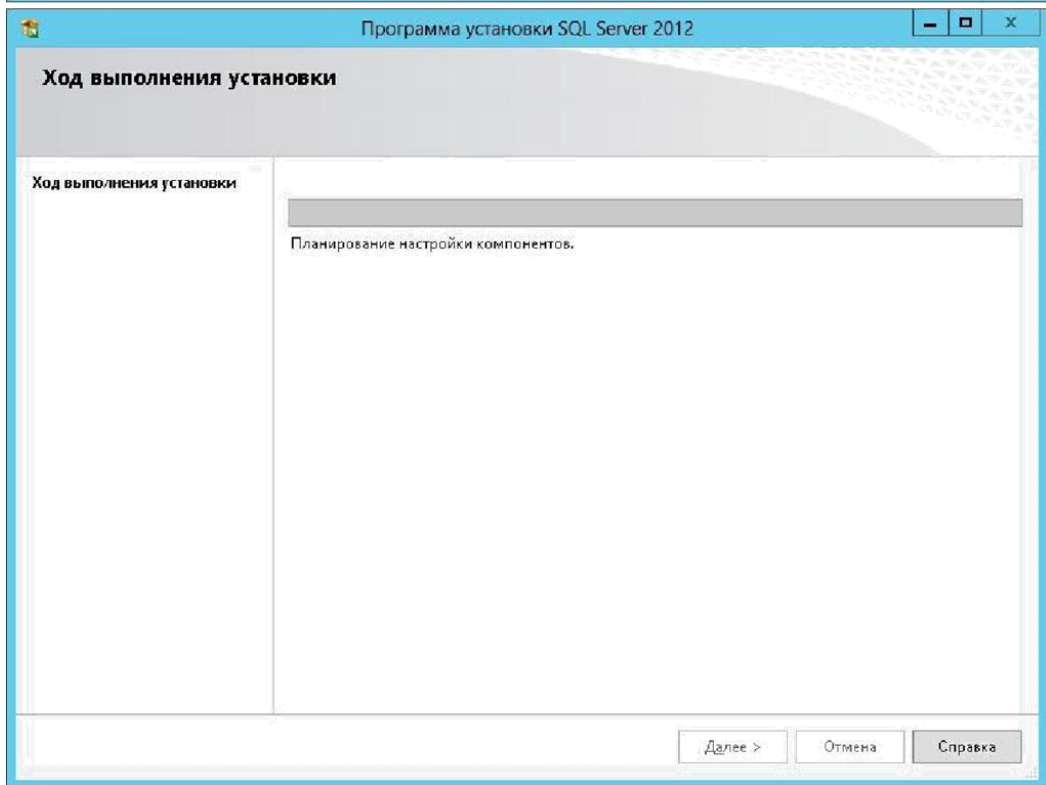 Программа установки SQL Server 2012
Ход выполнения установки
Ход выполнения установки
Планирование настройки компонентов.
Далее >
Отмена
Справка